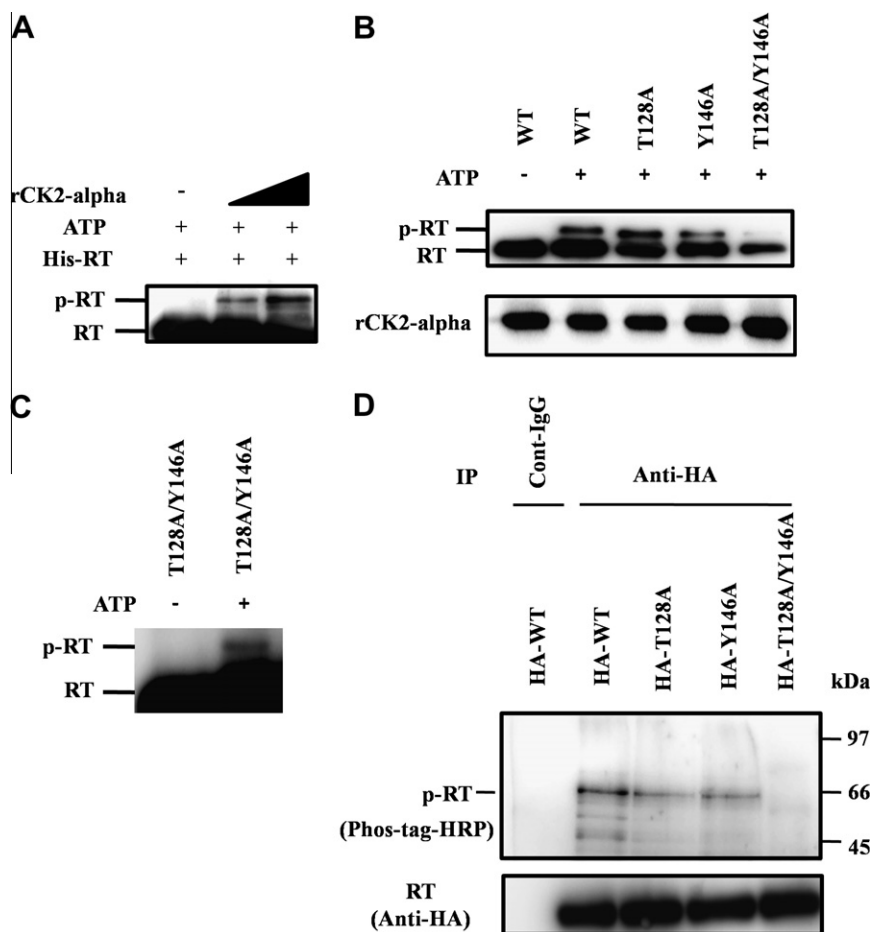 A
rCK2-alpha -
ATP + + +
His-RT + + +
p-RT
RT
B
WT WT T128A Y146A T128A/Y146A
ATP - + + + +
p-RT
RT
rCK2-alpha
C
T128A/Y146A T128A/Y146A
ATP - +
p-RT
RT
D
IP Cont-IgG Anti-HA
HA-WT HA-WT HA-T128A HA-Y146A HA-T128A/Y146A
kDa
97
p-RT 66
(Phos-tag-HRP)
45
RT
(Anti-HA)